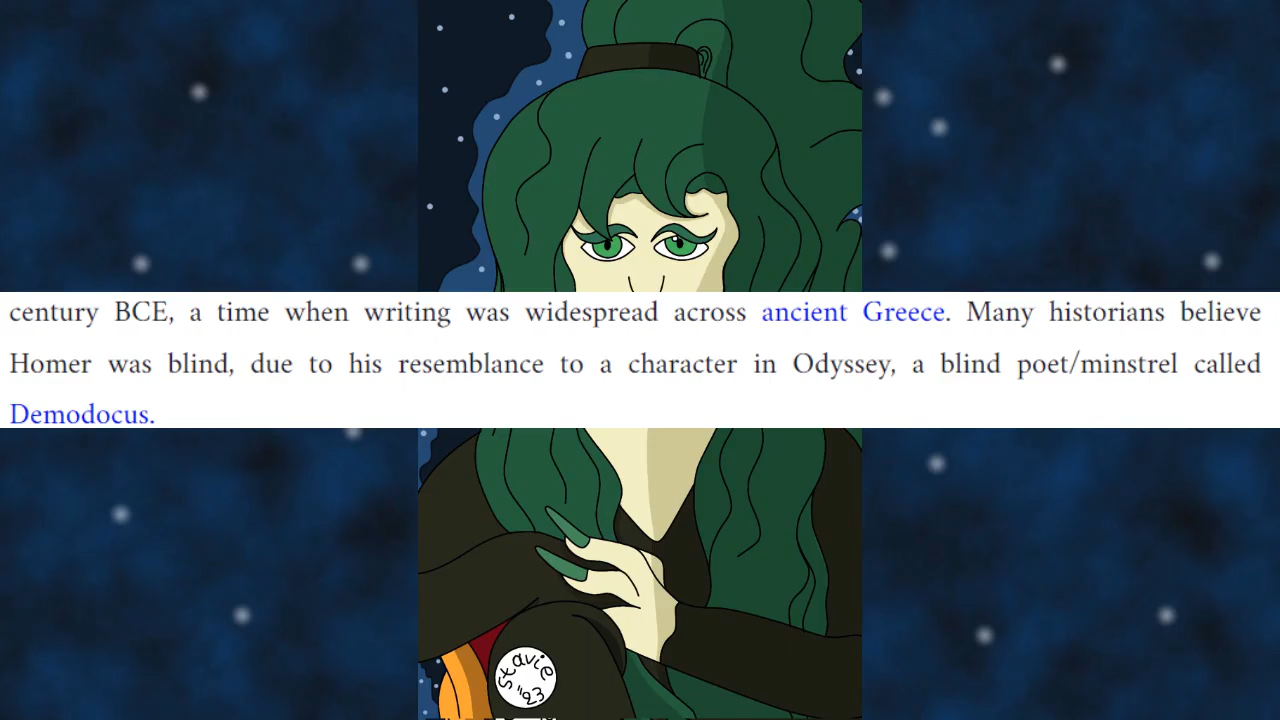 century BCE, a time when writing was widespread across ancient Greece. Many historians believe
Homer was blind, due to his resemblance to a character in Odyssey, a blind poet/minstrel called
Demodocus.
Stavie
"23